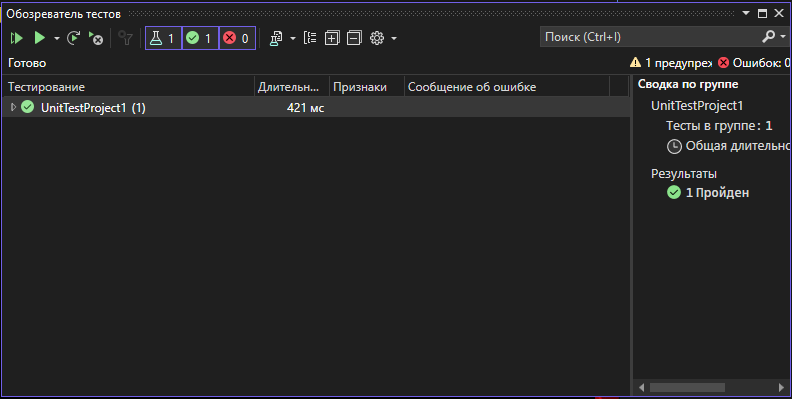 Обозреватель тестов
1 1 0
Поиск (Ctrl+I)
Готово
1 предупреж Ошибок: 0
Тестирование Длительн... Признаки Сообщение об ошибке
UnitTestProject1 (1) 421 мс
Сводка по группе
UnitTestProject1
Тесты в группе: 1
Общая длительно
Результаты
1 Пройден